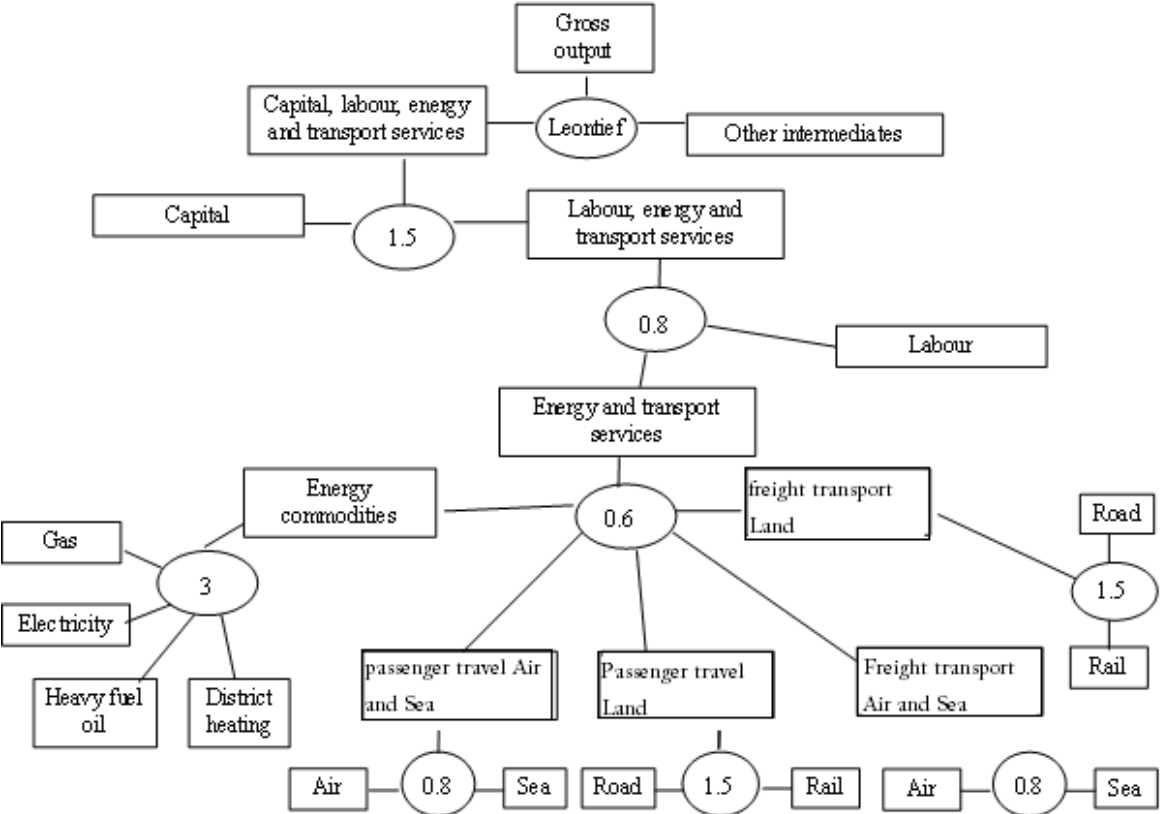 Gross
output
Capital, labour, energy
and transport services
Leontief
Other intermediates
Capital
1.5
Labour, energy and
transport services
0.8
Labour
Energy and transport
services
Energy
commodities
0.6
freight transport
Land
Road
Gas
3
1.5
Electricity
Rail
passenger travel Air
and Sea
Passenger travel
Land
Freight transport
Air and Sea
Heavy fuel
oil
District
heating
Air
0.8
Sea
Road
1.5
Rail
Air
0.8
Sea